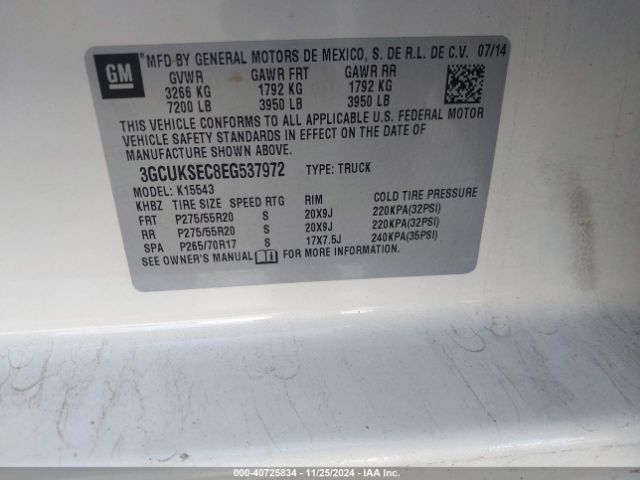 GM
*MFD BY GENERAL MOTORS DE MEXICO, S. DE R.L. DE C.V. 07/14
GVWR GAWR FRT GAWR RR
3266 KG 1792 KG 1792 KG
7200 LB 3950 LB 3950 LB
THIS VEHICLE CONFORMS TO ALL APPLICABLE U.S. FEDERAL MOTOR
VEHICLE SAFETY STANDARDS IN EFFECT ON THE DATE OF
MANUFACTURE SHOWN ABOVE.
3GCUKSEC8EG537972 TYPE: TRUCK
MODEL: K15543
KHBZ TIRE SIZE SPEED RTG RIM COLD TIRE PRESSURE
FRT P275/55R20 S 20X9J 220KPA(32PSI)
RR P275/55R20 S 20X9J 220KPA(32PSI)
SPA P265/70R17 S 17X7.5J 240KPA(35PSI)
SEE OWNER'S MANUAL FOR MORE INFORMATION.
000-40725834 - 11/25/2024 - IAA Inc.